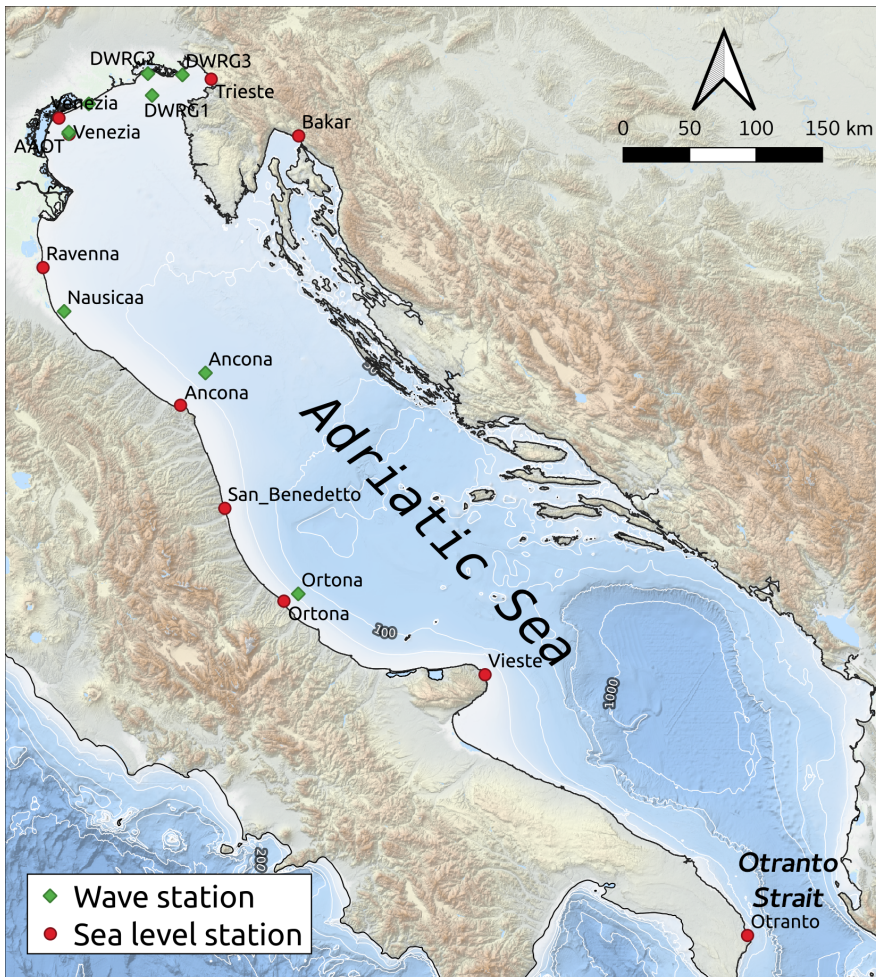 DWRG2
DWRG3
Trieste
DWRG1
Venezia
Venezia
AAOT
Bakar
0 50 100 150 km
Ravenna
Nausicaa
Ancona
Ancona
50
Adriatic Sea
San_Benedetto
Ortona
Ortona
100
Vieste
1000
200
Otranto
Strait
Otranto
Wave station
Sea level station